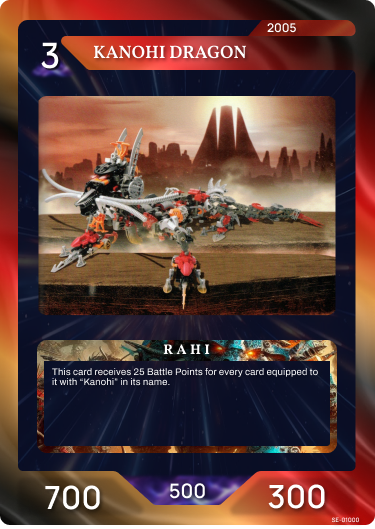 2005
3
KANOHI DRAGON
RAHI
This card receives 25 Battle Points for every card equipped to
it with “Kanohi” in its name.
700
500
300
SE-01000